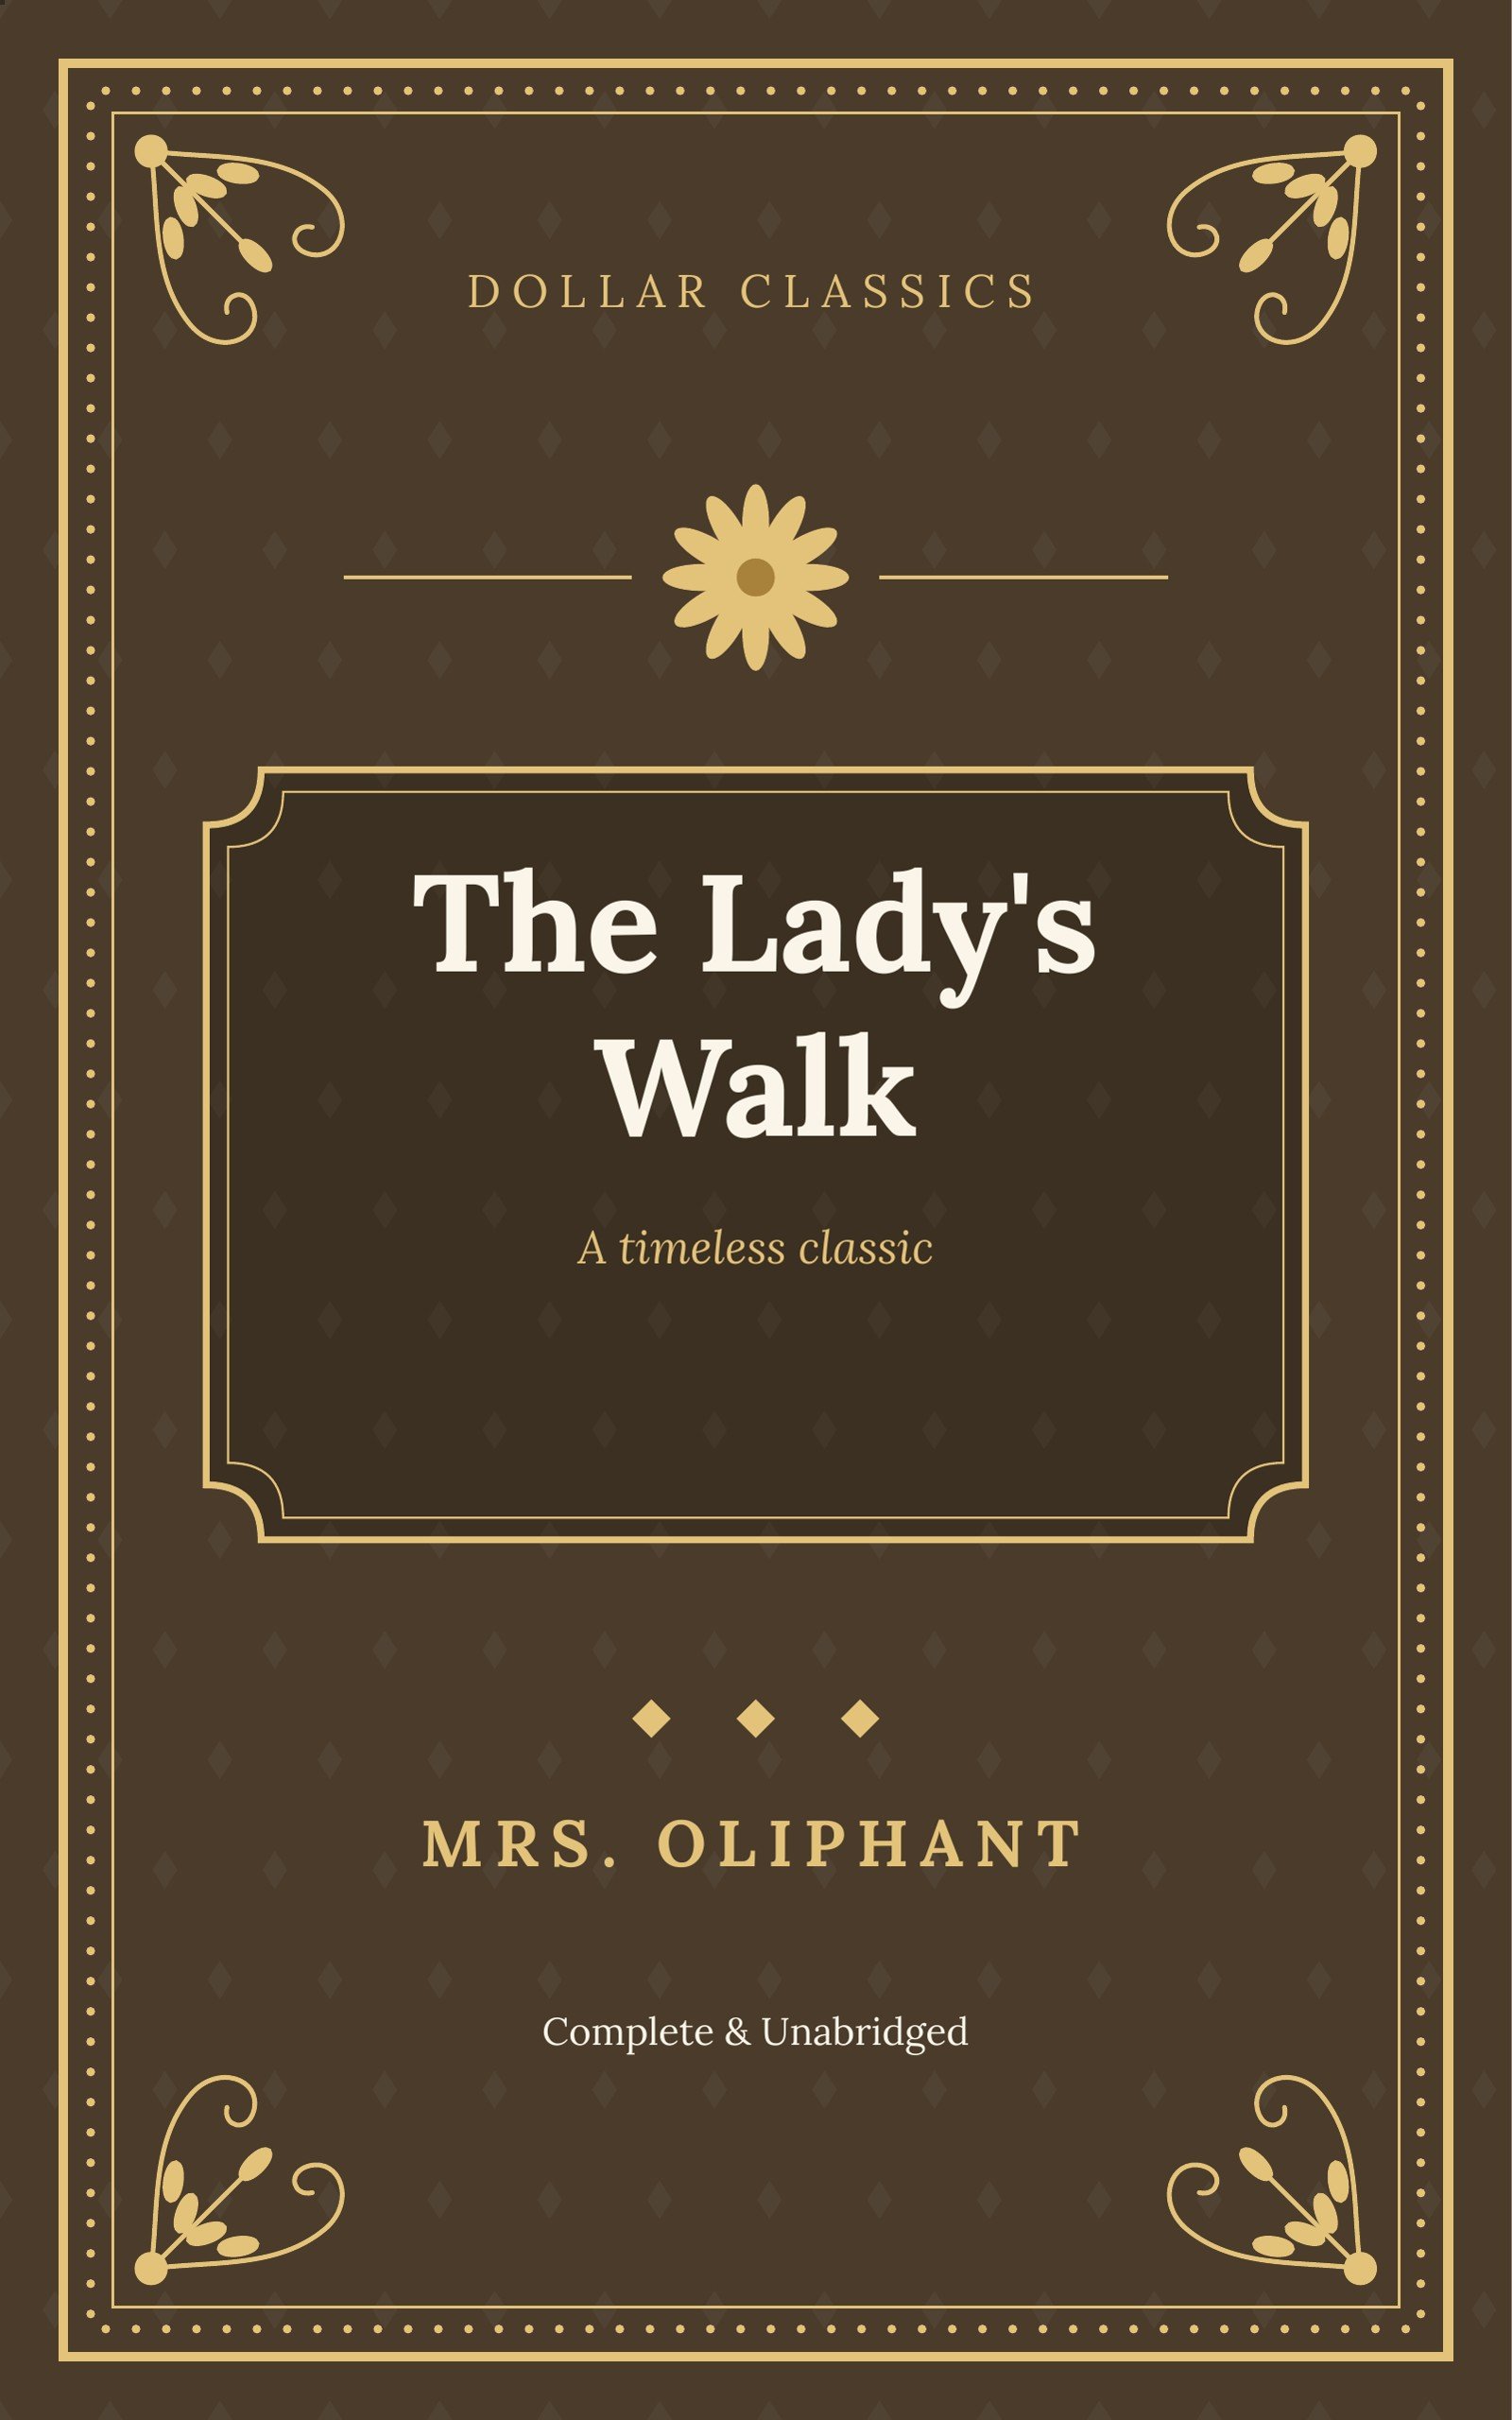 DOLLAR CLASSICS
The Lady's
Walk
A timeless classic
MRS. OLIPHANT
Complete & Unabridged